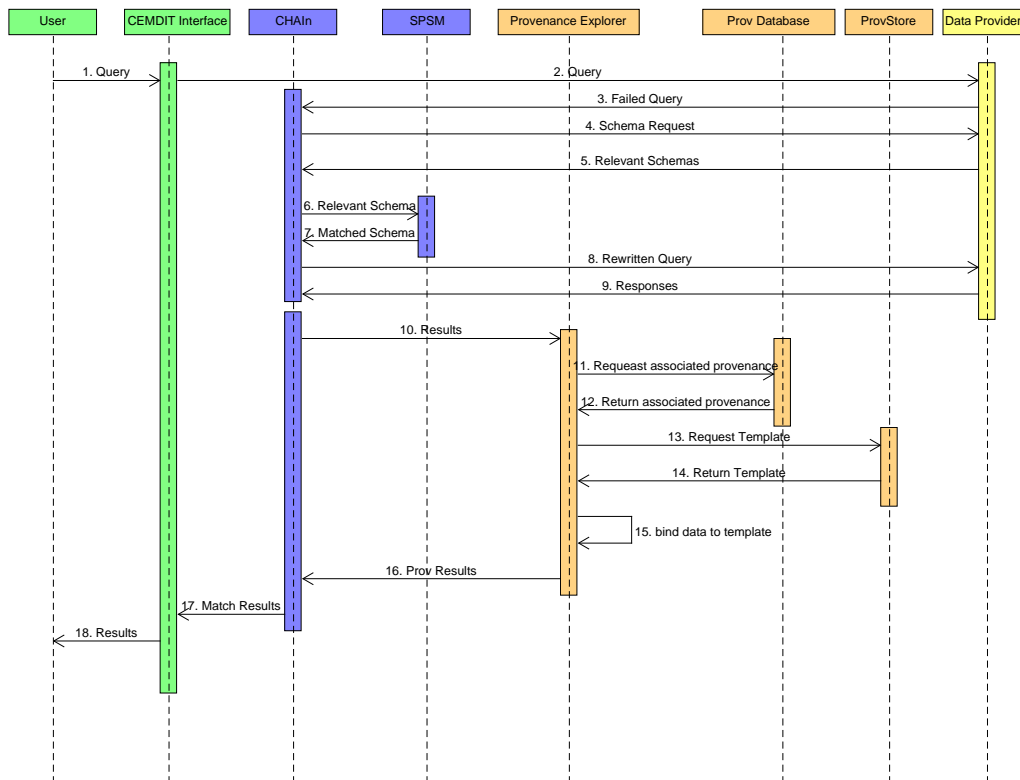 User
CEMDIT Interface
CHAIn
SPSM
Provenance Explorer
Prov Database
ProvStore
Data Provider
1. Query
2. Query
3. Failed Query
4. Schema Request
5. Relevant Schemas
6. Relevant Schema
7. Matched Schema
8. Rewritten Query
9. Responses
10. Results
11. Requeast associated provenance
12. Return associated provenance
13. Request Template
14. Return Template
15. bind data to template
16. Prov Results
17. Match Results
18. Results